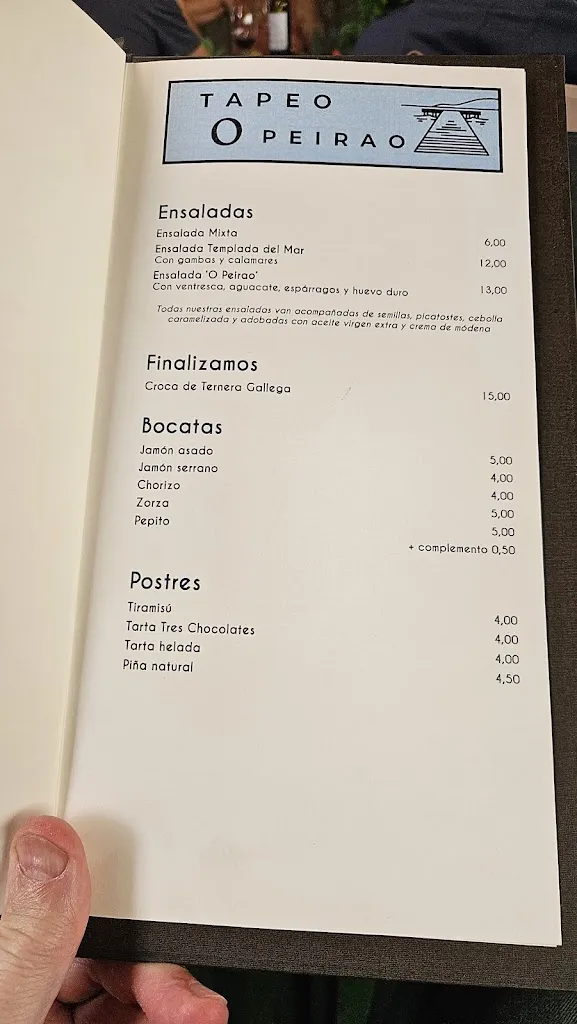 TAPEO
O PEIRAO
Ensaladas
Ensalada Mixta 6,00
Ensalada Templada del Mar
Con gambas y calamares 12,00
Ensalada 'O Peirao'
Con ventresca, aguacate, espárragos y huevo duro 13,00
Todas nuestras ensaladas van acompañadas de semillas, picatostes, cebolla
caramelizada y adobadas con aceite virgen extra y crema de módena
Finalizamos
Croca de Ternera Gallega 15,00
Bocatas
Jamón asado 5,00
Jamón serrano 4,00
Chorizo 4,00
Zorza 5,00
Pepito 5,00
+ complemento 0,50
Postres
Tiramisú 4,00
Tarta Tres Chocolates 4,00
Tarta helada 4,00
Piña natural 4,50